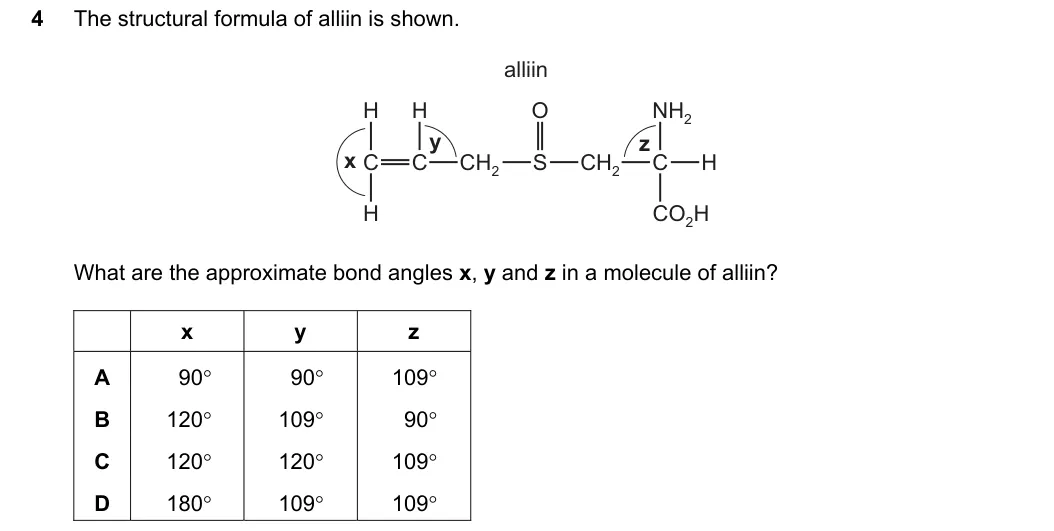 4 The structural formula of alliin is shown.
alliin
H H O NH2
y z
x C C CH2 S CH2 C H
H CO2H
What are the approximate bond angles x, y and z in a molecule of alliin?
x y z
A 90° 90° 109°
B 120° 109° 90°
C 120° 120° 109°
D 180° 109° 109°